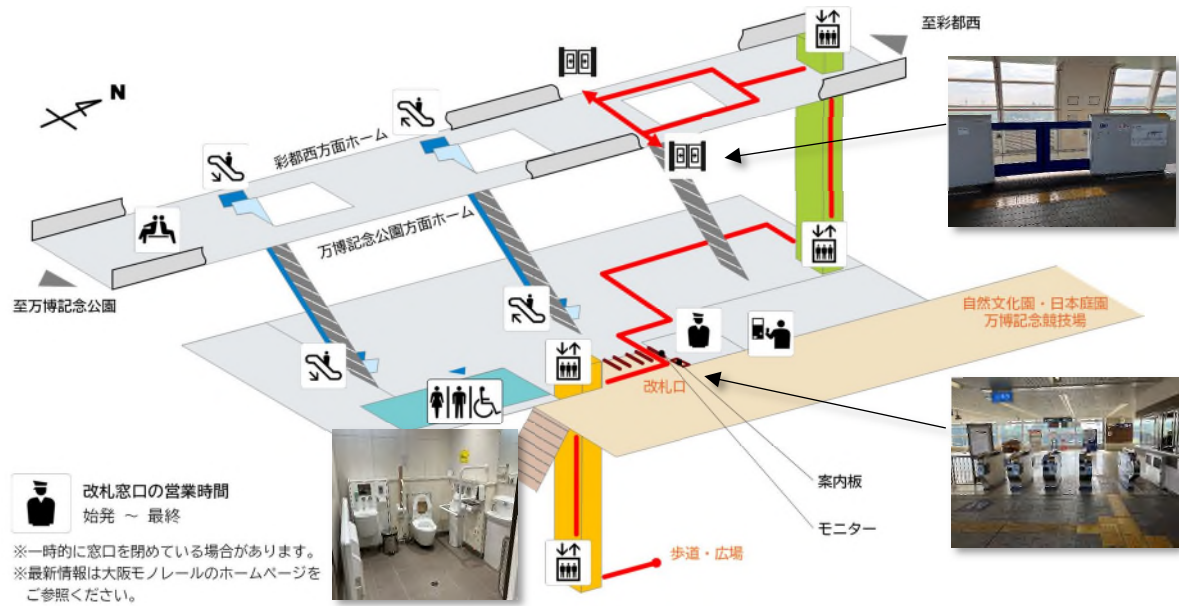 至彩都西
N
彩都西方面ホーム
万博記念公園方面ホーム
至万博記念公園
自然文化園・日本庭園
万博記念競技場
改札口
案内板
モニター
歩道・広場
改札窓口の営業時間
始発 ～ 最終
※一時的に窓口を閉めている場合があります。
※最新情報は大阪モノレールのホームページを
ご参照ください。